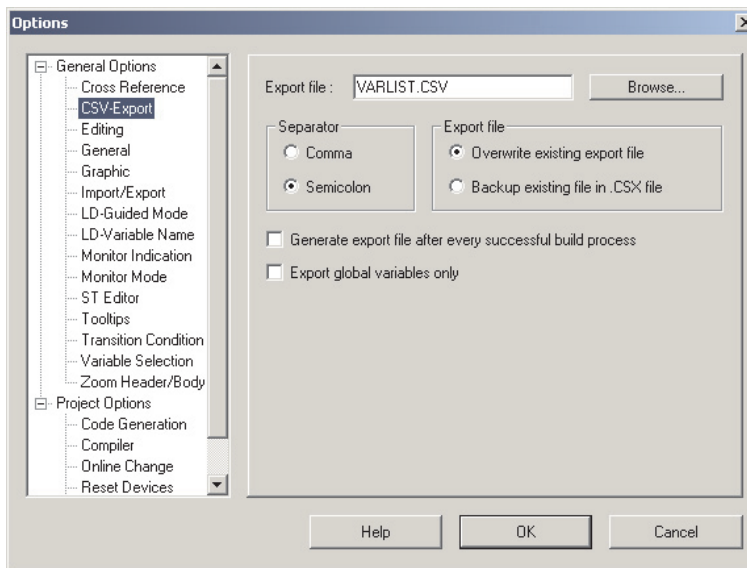 Options
General Options
Cross Reference
CSV-Export
Editing
General
Graphic
Import/Export
LD-Guided Mode
LD-Variable Name
Monitor Indication
Monitor Mode
ST Editor
Tooltips
Transition Condition
Variable Selection
Zoom Header/Body
Project Options
Code Generation
Compiler
Online Change
Reset Devices
Export file : VARLIST.CSV Browse...
Separator Export file
Comma Overwrite existing export file
Semicolon Backup existing file in .CSX file
Generate export file after every successful build process
Export global variables only
Help OK Cancel